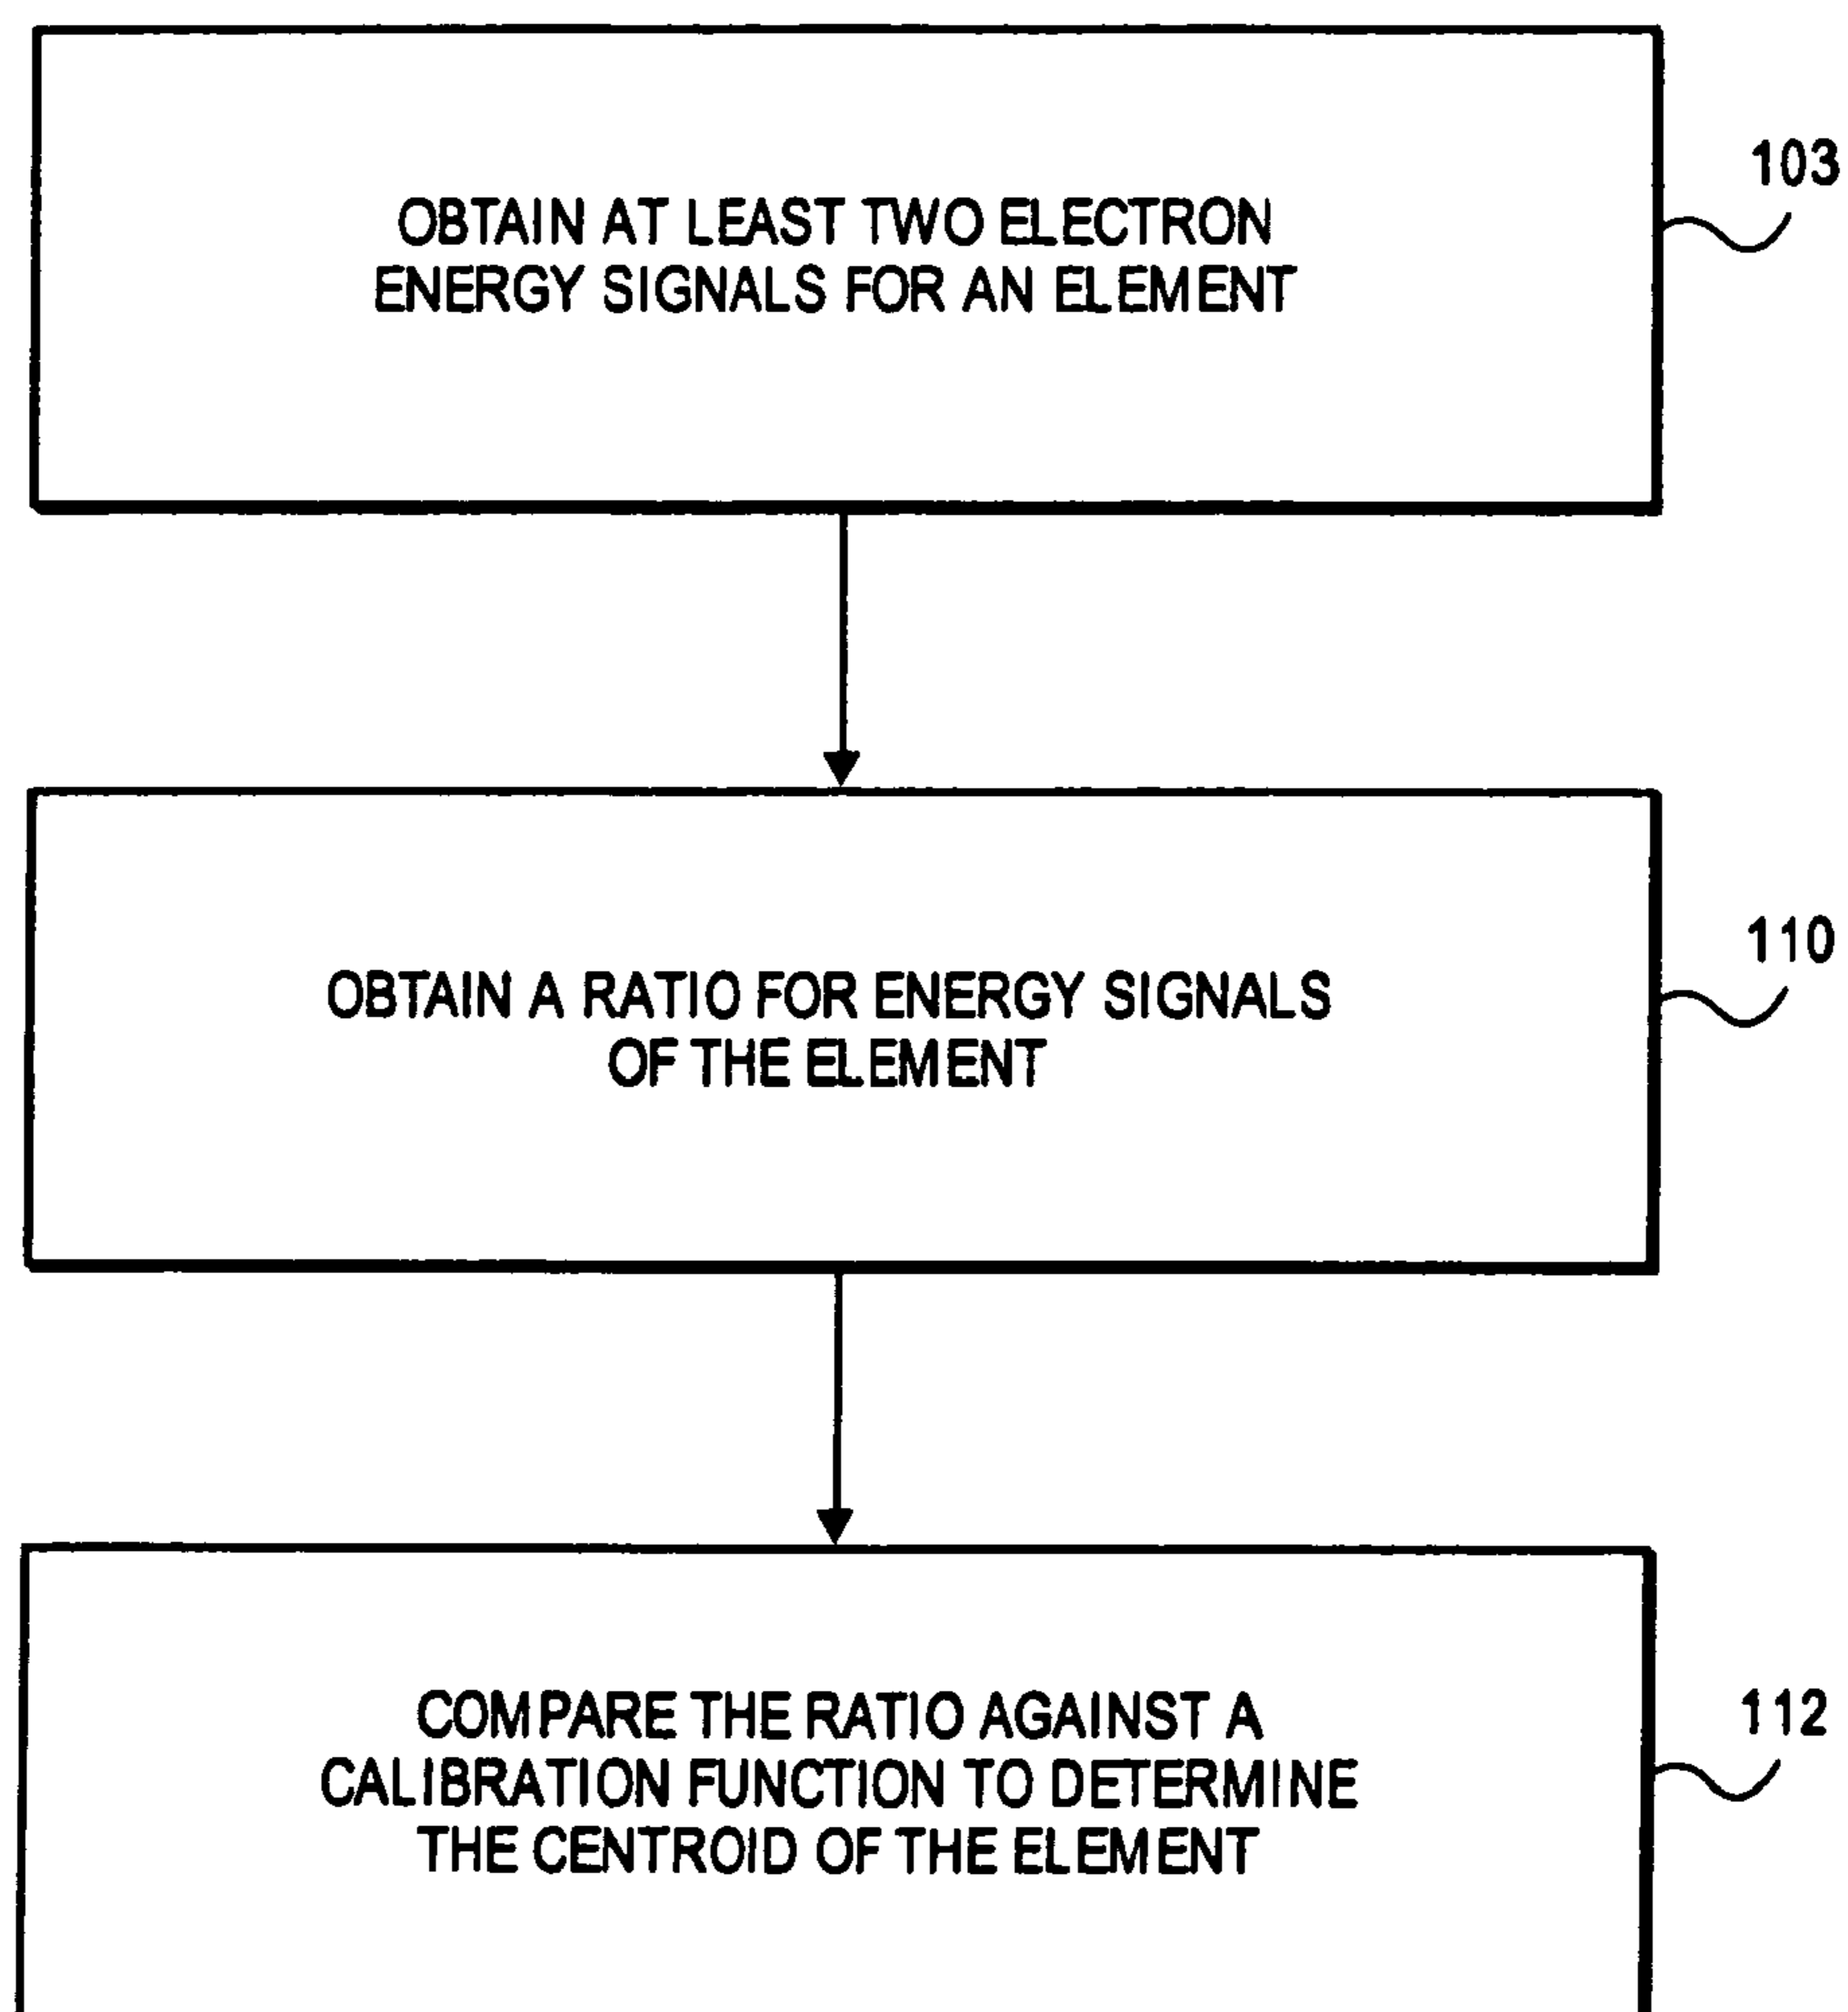 OBTAIN AT LEAST TWO ELECTRON
ENERGY SIGNALS FOR AN ELEMENT
103
OBTAIN A RATIO FOR ENERGY SIGNALS
OF THE ELEMENT
110
COMPARE THE RATIO AGAINST A
CALIBRATION FUNCTION TO DETERMINE
THE CENTROID OF THE ELEMENT
112